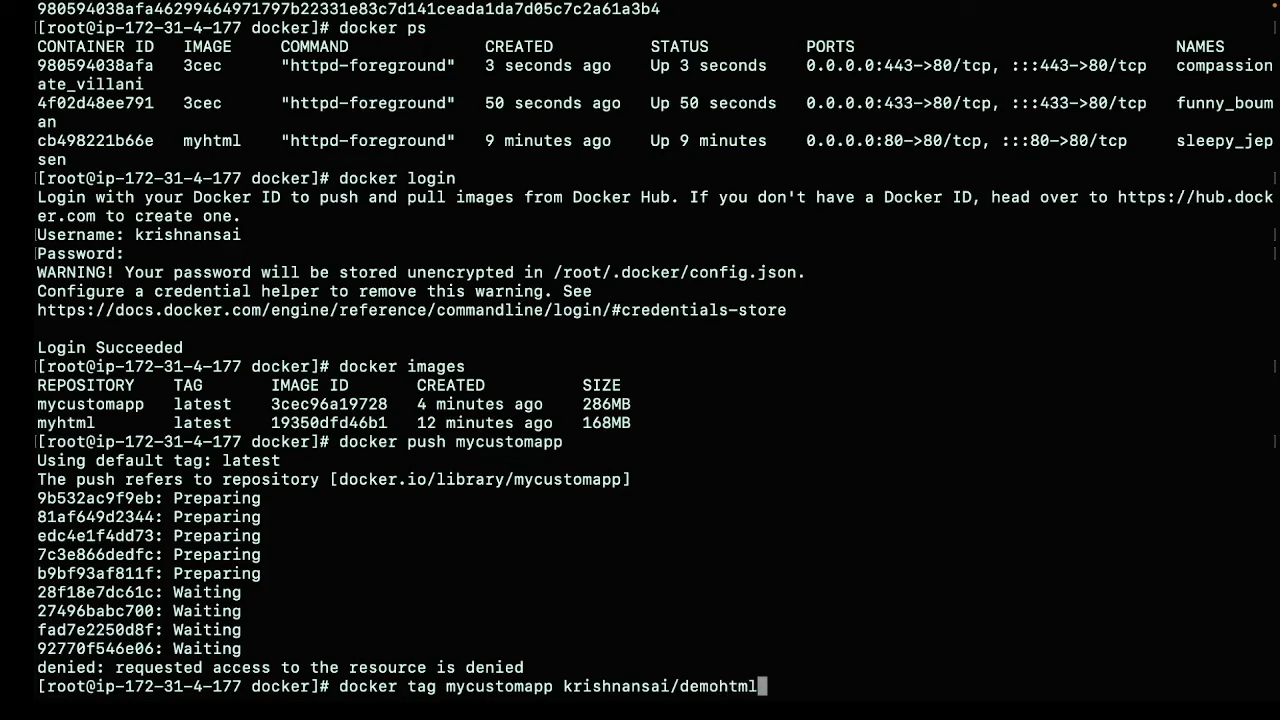 980594038afa46299464971797b22331e83c7d141ceada1da7d05c7c2a61a3b4
[root@ip-172-31-4-177 docker]# docker ps
CONTAINER ID   IMAGE     COMMAND              CREATED          STATUS          PORTS                                 NAMES
980594038afa   3cec      "httpd-foreground"   3 seconds ago    Up 3 seconds    0.0.0.0:443->80/tcp, :::443->80/tcp   compassion
ate_villani
4f02d48ee791   3cec      "httpd-foreground"   50 seconds ago   Up 50 seconds   0.0.0.0:433->80/tcp, :::433->80/tcp   funny_boum
an
cb498221b66e   myhtml    "httpd-foreground"   9 minutes ago    Up 9 minutes    0.0.0.0:80->80/tcp, :::80->80/tcp     sleepy_jep
sen
[root@ip-172-31-4-177 docker]# docker login
Login with your Docker ID to push and pull images from Docker Hub. If you don't have a Docker ID, head over to https://hub.dock
er.com to create one.
Username: krishnansai
Password:
WARNING! Your password will be stored unencrypted in /root/.docker/config.json.
Configure a credential helper to remove this warning. See
https://docs.docker.com/engine/reference/commandline/login/#credentials-store
Login Succeeded
[root@ip-172-31-4-177 docker]# docker images
REPOSITORY    TAG       IMAGE ID       CREATED          SIZE
mycustomapp   latest    3cec96a19728   4 minutes ago    286MB
myhtml        latest    19350dfd46b1   12 minutes ago   168MB
[root@ip-172-31-4-177 docker]# docker push mycustomapp
Using default tag: latest
The push refers to repository [docker.io/library/mycustomapp]
9b532ac9f9eb: Preparing
81af649d2344: Preparing
edc4e1f4dd73: Preparing
7c3e866dedfc: Preparing
b9bf93af811f: Preparing
28f18e7dc61c: Waiting
27496babc700: Waiting
fad7e2250d8f: Waiting
92770f546e06: Waiting
denied: requested access to the resource is denied
[root@ip-172-31-4-177 docker]# docker tag mycustomapp krishnansai/demohtml